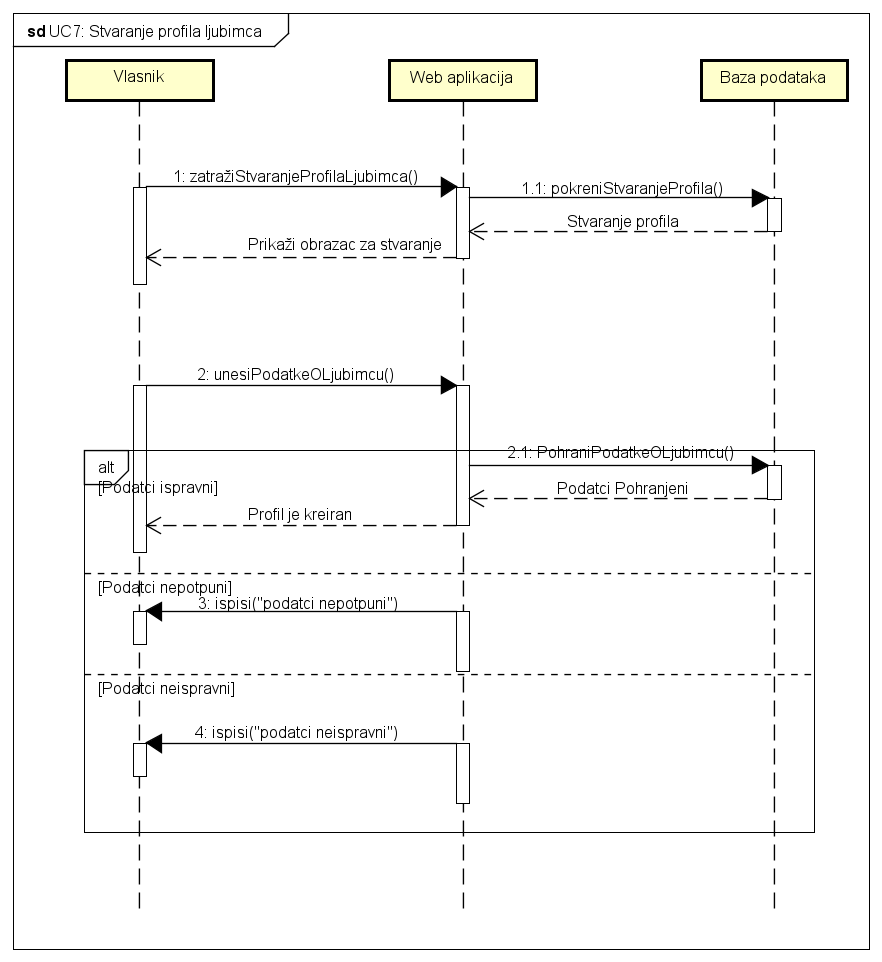 sd UC7: Stvaranje profila ljubimca
Vlasnik
Web aplikacija
Baza podataka
1: zatražiStvaranjeProfilaLjubimca()
1.1: pokreniStvaranjeProfila()
Stvaranje profila
Prikaži obrazac za stvaranje
2: unesiPodatkeOLjubimcu()
2.1: PohraniPodatkeOLjubimcu()
alt
[Podatci ispravni]
Podatci Pohranjeni
Profil je kreiran
[Podatci nepotpuni]
3: ispisi("podatci nepotpuni")
[Podatci neispravni]
4: ispisi("podatci neispravni")